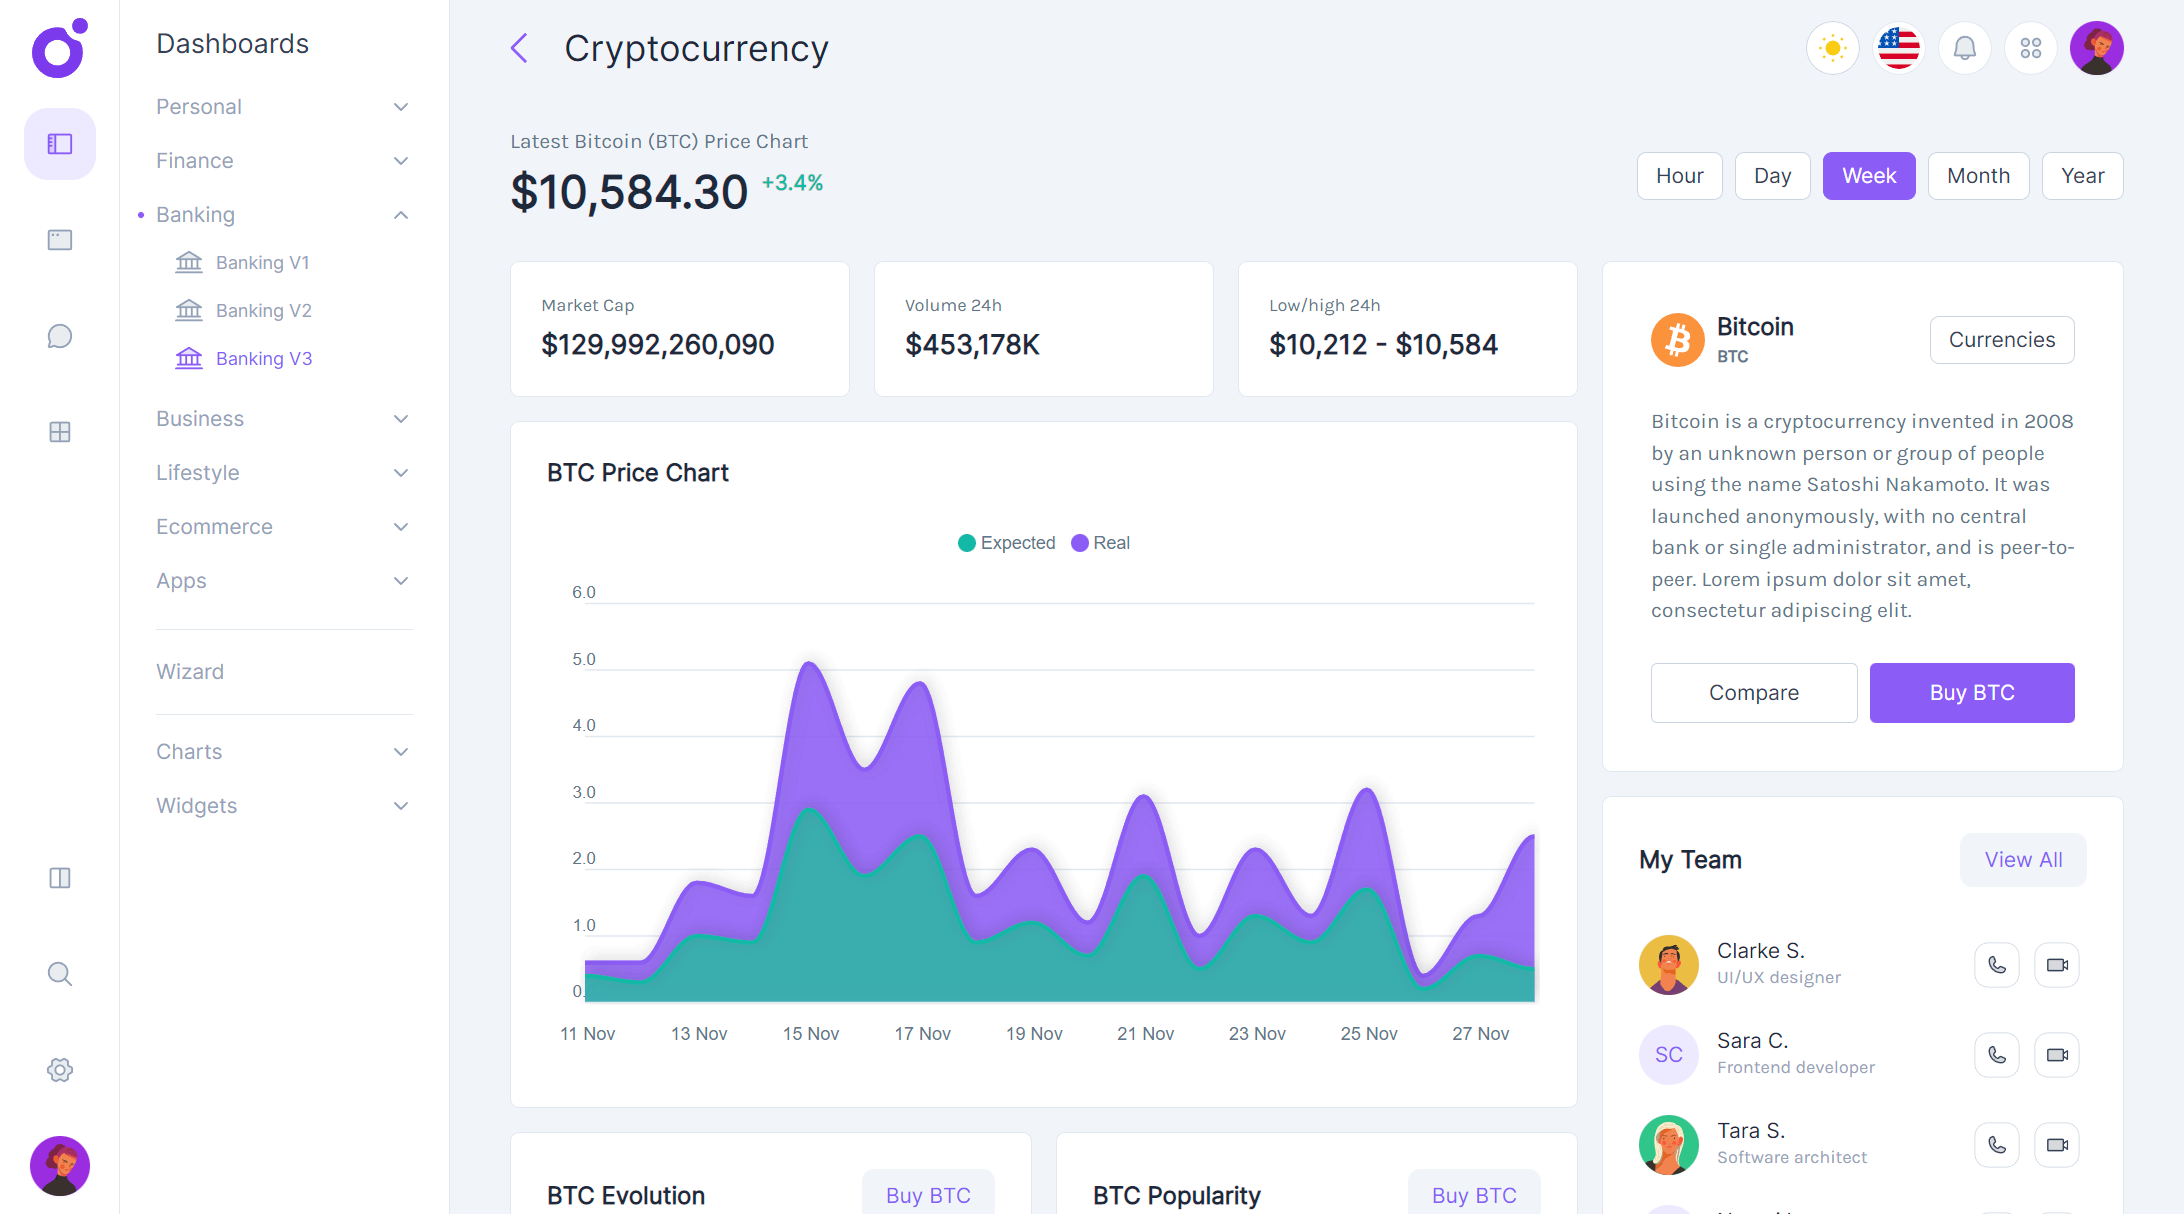 Dashboards
Personal
Finance
Banking
Banking V1
Banking V2
Banking V3
Business
Lifestyle
Ecommerce
Apps
Wizard
Charts
Widgets
Cryptocurrency
Latest Bitcoin (BTC) Price Chart
$10,584.30 +3.4%
Hour Day Week Month Year
Market Cap
$129,992,260,090
Volume 24h
$453,178K
Low/high 24h
$10,212 - $10,584
BTC Price Chart
Expected Real
6.0
5.0
4.0
3.0
2.0
1.0
0.
11 Nov 13 Nov 15 Nov 17 Nov 19 Nov 21 Nov 23 Nov 25 Nov 27 Nov
BTC Evolution
Buy BTC
BTC Popularity
Buy BTC
Bitcoin
BTC
Currencies
Bitcoin is a cryptocurrency invented in 2008
by an unknown person or group of people
using the name Satoshi Nakamoto. It was
launched anonymously, with no central
bank or single administrator, and is peer-to-
peer. Lorem ipsum dolor sit amet,
consectetur adipiscing elit.
Compare
Buy BTC
My Team
View All
Clarke S.
UI/UX designer
SC
Sara C.
Frontend developer
Tara S.
Software architect